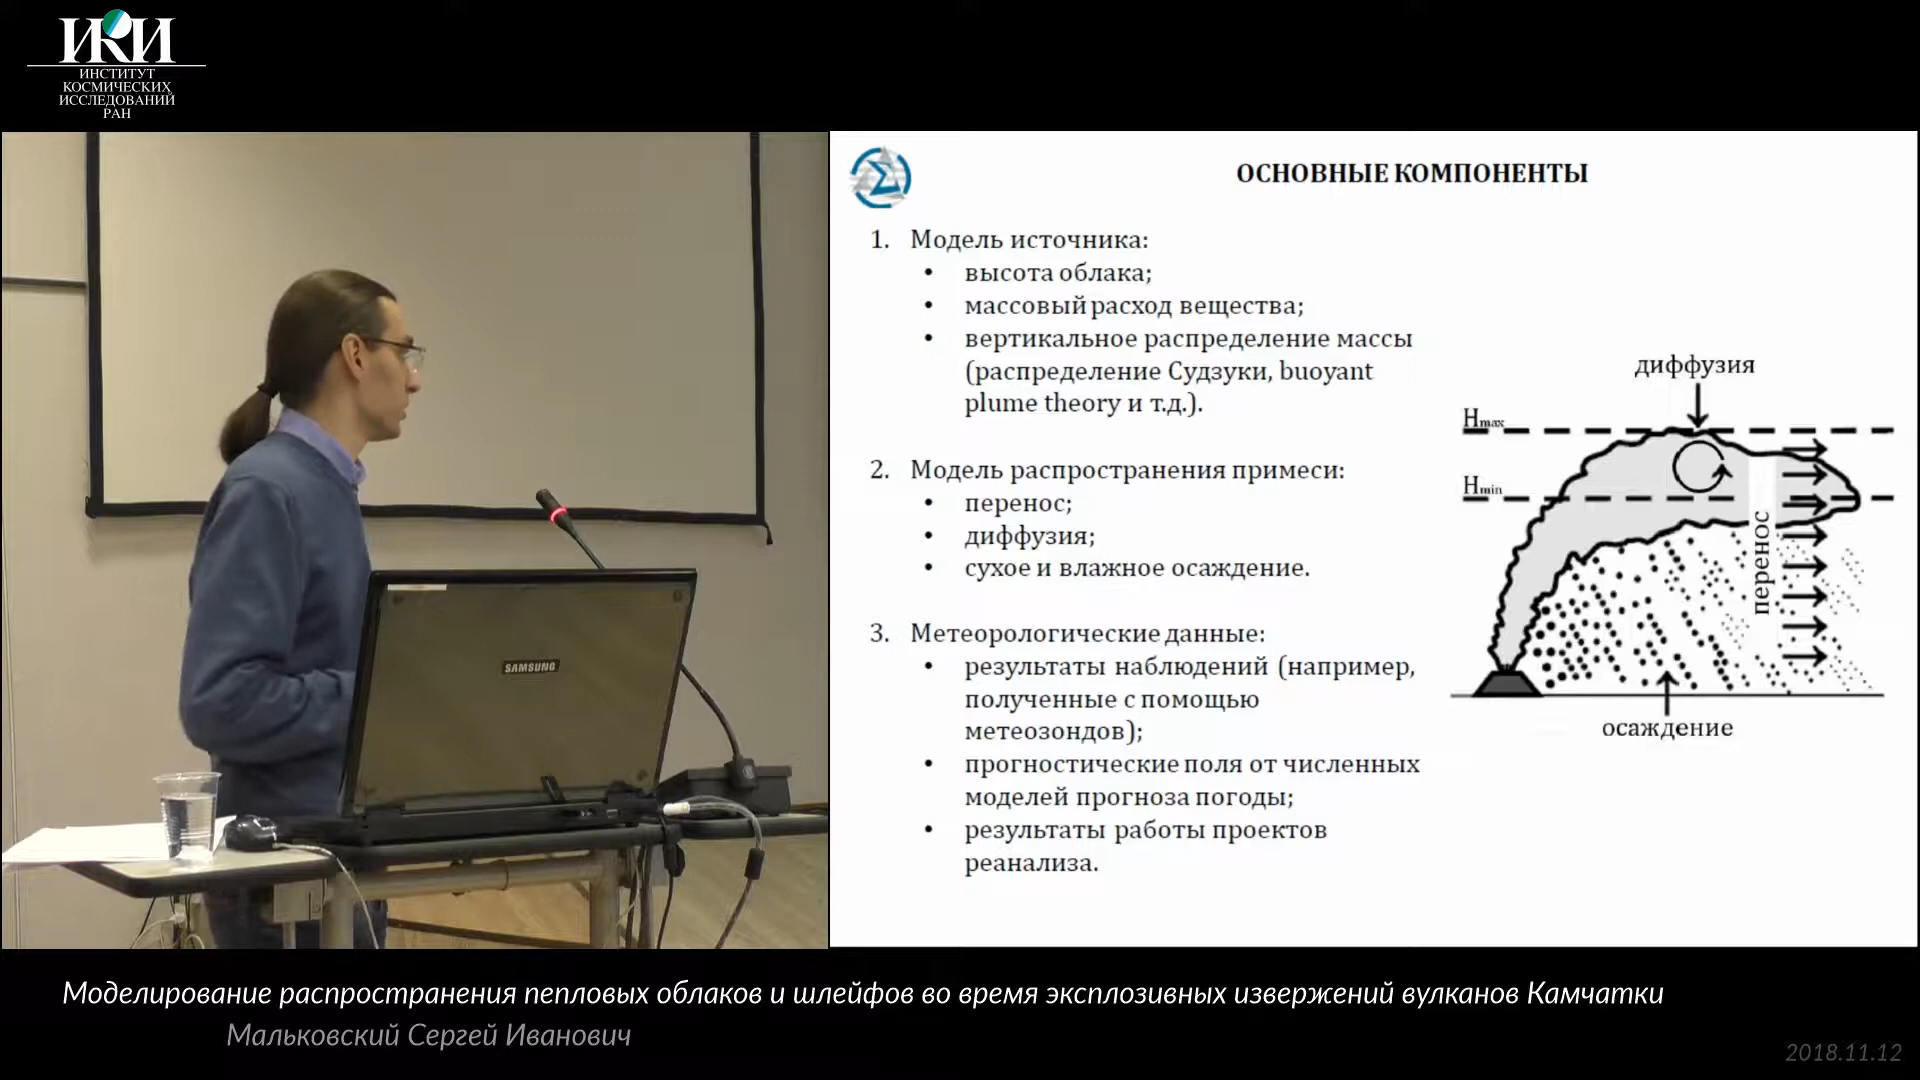 ИКИ
ИНСТИТУТ
КОСМИЧЕСКИХ
ИССЛЕДОВАНИЙ
РАН
SAMSUNG
ОСНОВНЫЕ КОМПОНЕНТЫ
1. Модель источника:
• высота облака;
• массовый расход вещества;
• вертикальное распределение массы
(распределение Судзуки, buoyant
plume theory и т.д.).
2. Модель распространения примеси:
• перенос;
• диффузия;
• сухое и влажное осаждение.
3. Метеорологические данные:
• результаты наблюдений (например,
полученные с помощью
метеозондов);
• прогностические поля от численных
моделей прогноза погоды;
• результаты работы проектов
реанализа.
диффузия
Hmax
Hmin
перенос
осаждение
Моделирование распространения пепловых облаков и шлейфов во время эксплозивных извержений вулканов Камчатки
Мальковский Сергей Иванович
2018.11.12